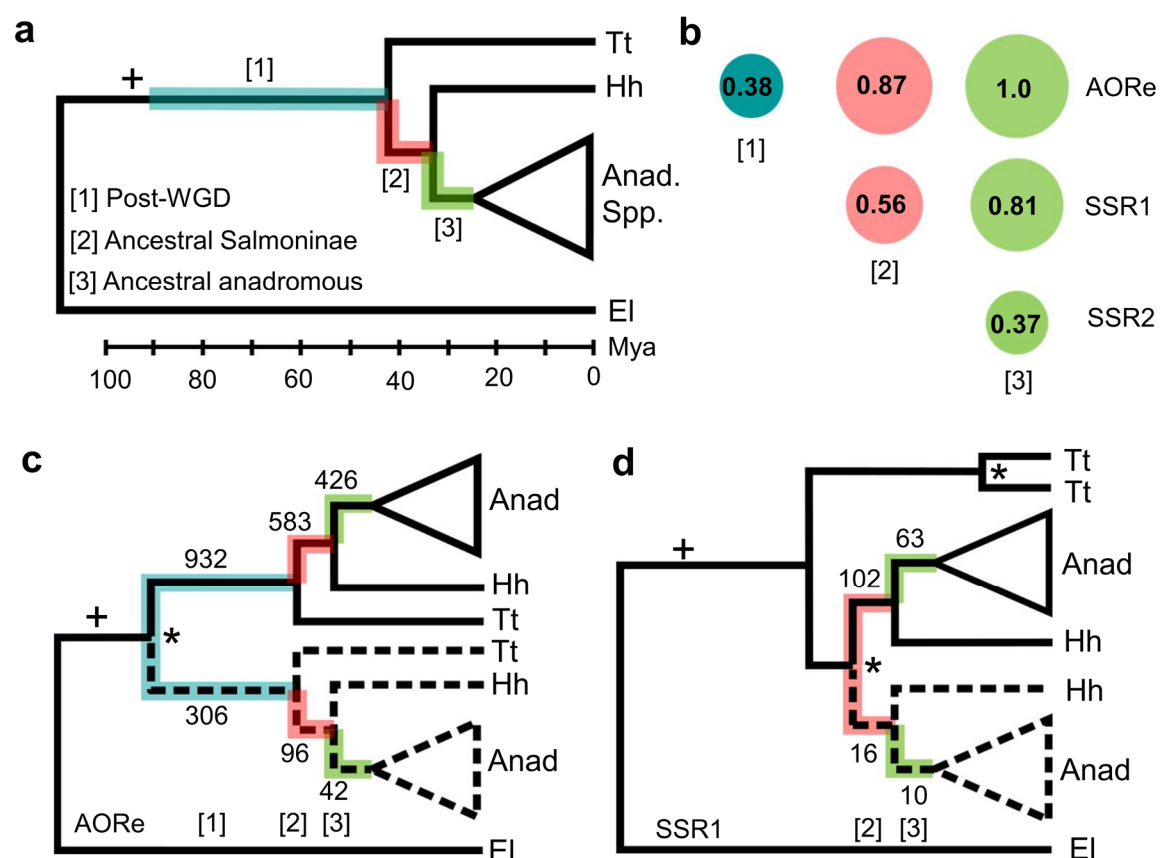 a
Tt
+
[1]
Hh
[2]
Anad.
Spp.
[3]
[1] Post-WGD
[2] Ancestral Salmoninae
[3] Ancestral anadromous
El
Mya
100 80 60 40 20 0
b
0.38 0.87 1.0 AORe
[1]
0.56 0.81 SSR1
[2]
0.37 SSR2
[3]
c
426
Anad
583
932
Hh
+
*
Tt
Tt
Hh
306
96
Anad
42
AORe [1] [2] [3]
El
d
Tt
*
Tt
+
63
Anad
102
Hh
*
Hh
16
Anad
10
SSR1 [2] [3]
El